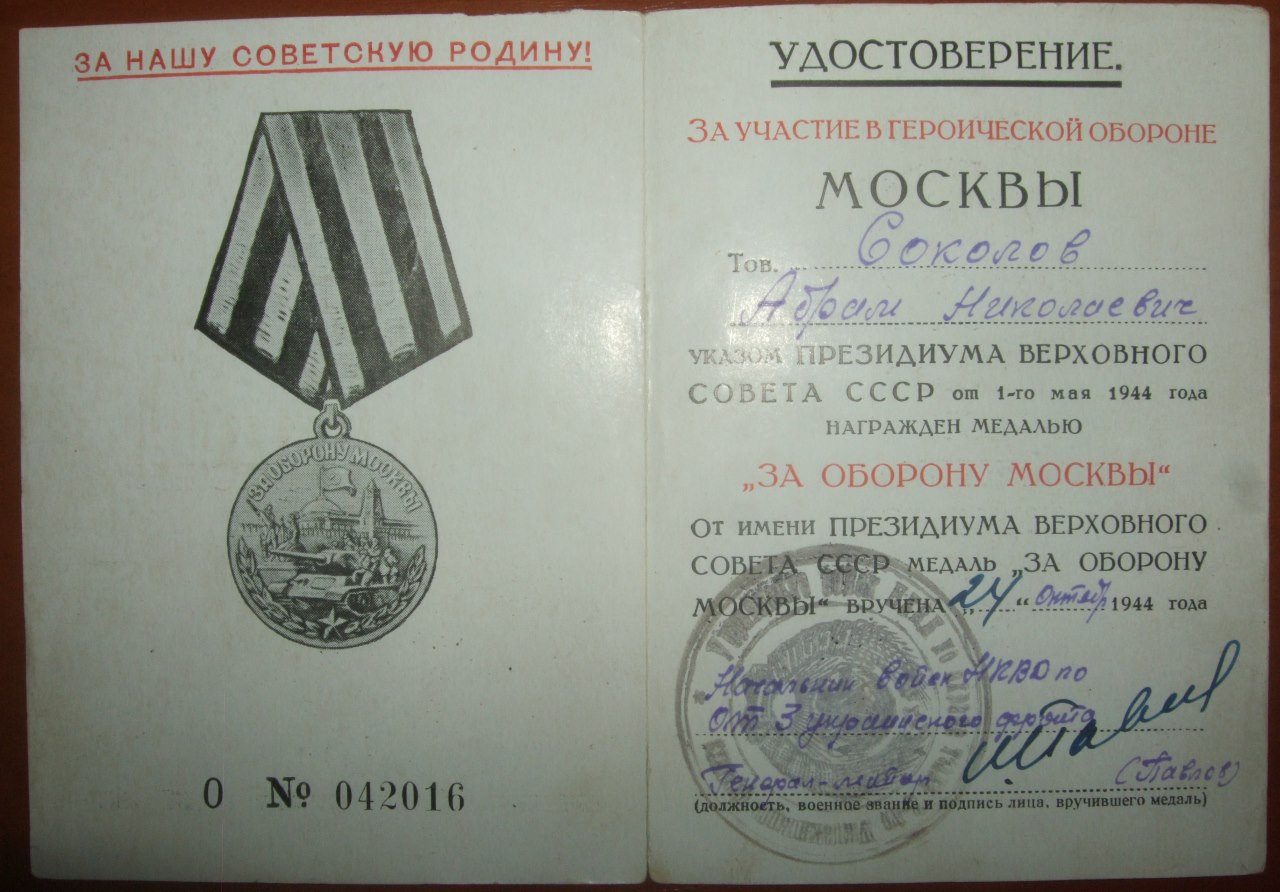 ЗА НАШУ СОВЕТСКУЮ РОДИНУ!
ЗА ОБОРОНУ МОСКВЫ
О № 042016
УДОСТОВЕРЕНИЕ.
ЗА УЧАСТИЕ В ГЕРОИЧЕСКОЙ ОБОРОНЕ
МОСКВЫ
Тов. Соколов
Абрам Николаевич
УКАЗОМ ПРЕЗИДИУМА ВЕРХОВНОГО
СОВЕТА СССР от 1-го мая 1944 года
НАГРАЖДЕН МЕДАЛЬЮ
„ЗА ОБОРОНУ МОСКВЫ“
ОТ ИМЕНИ ПРЕЗИДИУМА ВЕРХОВНОГО
СОВЕТА СССР МЕДАЛЬ „ЗА ОБОРОНУ
МОСКВЫ“ ВРУЧЕНА „24“ октябр 1944 года
Начальник войск НКВД по
ОТ 3 украинского фронта
Генерал-майор (Павлов)
(должность, военное звание и подпись лица, вручившего медаль)